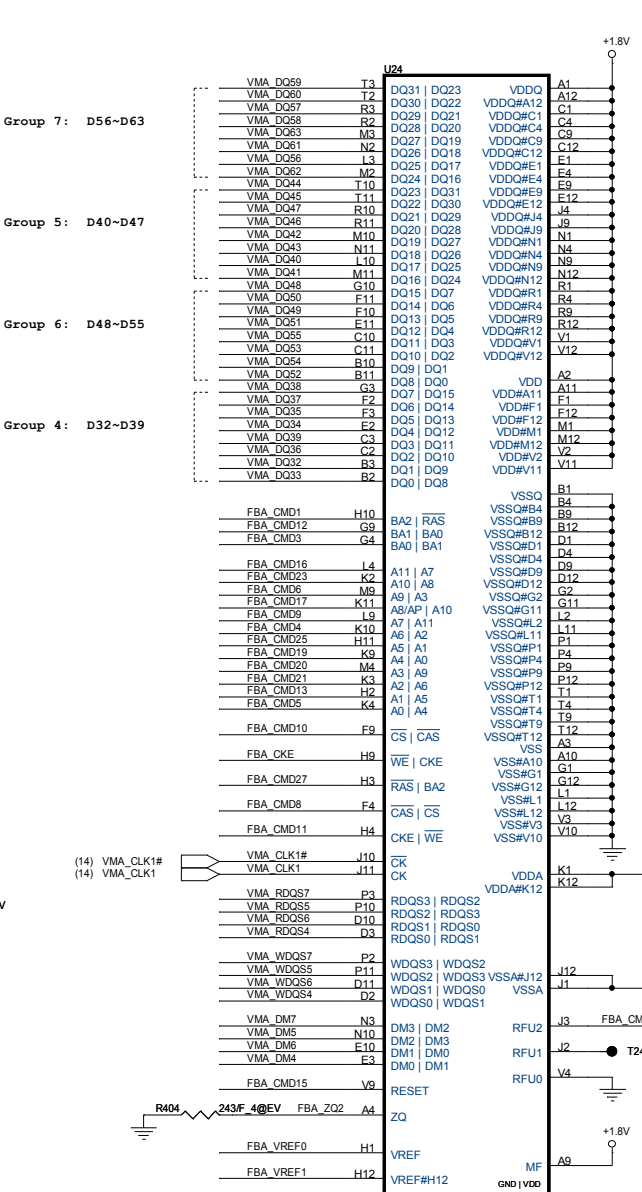 +1.8V
U24
VMA_DQ59 T3 DQ31 | DQ23 VDDQ A1
VMA_DQ60 T2 DQ30 | DQ22 VDDQ#A12 A12
VMA_DQ57 R3 DQ29 | DQ21 VDDQ#C1 C1
Group 7: D56~D63 VMA_DQ58 R2 DQ28 | DQ20 VDDQ#C4 C4
VMA_DQ63 M3 DQ27 | DQ19 VDDQ#C9 C9
VMA_DQ61 N2 DQ26 | DQ18 VDDQ#C12 C12
VMA_DQ56 L3 DQ25 | DQ17 VDDQ#E1 E1
VMA_DQ62 M2 DQ24 | DQ16 VDDQ#E4 E4
VMA_DQ44 T10 DQ23 | DQ31 VDDQ#E9 E9
VMA_DQ45 T11 DQ22 | DQ30 VDDQ#E12 E12
VMA_DQ47 R10 DQ21 | DQ29 VDDQ#J4 J4
Group 5: D40~D47 VMA_DQ46 R11 DQ20 | DQ28 VDDQ#J9 J9
VMA_DQ42 M10 DQ19 | DQ27 VDDQ#N1 N1
VMA_DQ43 N11 DQ18 | DQ26 VDDQ#N4 N4
VMA_DQ40 L10 DQ17 | DQ25 VDDQ#N9 N9
VMA_DQ41 M11 DQ16 | DQ24 VDDQ#N12 N12
VMA_DQ48 G10 DQ15 | DQ7 VDDQ#R1 R1
VMA_DQ50 F11 DQ14 | DQ6 VDDQ#R4 R4
VMA_DQ49 F10 DQ13 | DQ5 VDDQ#R9 R9
Group 6: D48~D55 VMA_DQ51 E11 DQ12 | DQ4 VDDQ#R12 R12
VMA_DQ55 C10 DQ11 | DQ3 VDDQ#V1 V1
VMA_DQ53 C11 DQ10 | DQ2 VDDQ#V12 V12
VMA_DQ54 B10 DQ9 | DQ1
VMA_DQ52 B11 DQ8 | DQ0 VDD A2
VMA_DQ38 G3 DQ7 | DQ15 VDD#A11 A11
VMA_DQ37 F2 DQ6 | DQ14 VDD#F1 F1
VMA_DQ35 F3 DQ5 | DQ13 VDD#F12 F12
Group 4: D32~D39 VMA_DQ34 E2 DQ4 | DQ12 VDD#M1 M1
VMA_DQ39 C3 DQ3 | DQ11 VDD#M12 M12
VMA_DQ36 C2 DQ2 | DQ10 VDD#V2 V2
VMA_DQ32 B3 DQ1 | DQ9 VDD#V11 V11
VMA_DQ33 B2 DQ0 | DQ8
VSSQ B1
VSSQ#B4 B4
FBA_CMD1 H10 BA2 | RAS VSSQ#B9 B9
FBA_CMD12 G9 BA1 | BA0 VSSQ#B12 B12
FBA_CMD3 G4 BA0 | BA1 VSSQ#D1 D1
VSSQ#D4 D4
FBA_CMD16 L4 A11 | A7 VSSQ#D9 D9
FBA_CMD23 K2 A10 | A8 VSSQ#D12 D12
FBA_CMD6 M9 A9 | A3 VSSQ#G2 G2
FBA_CMD17 K11 A8/AP | A10 VSSQ#G11 G11
FBA_CMD9 L9 A7 | A11 VSSQ#L2 L2
FBA_CMD4 K10 A6 | A2 VSSQ#L11 L11
FBA_CMD25 H11 A5 | A1 VSSQ#P1 P1
FBA_CMD19 K9 A4 | A0 VSSQ#P4 P4
FBA_CMD20 M4 A3 | A9 VSSQ#P9 P9
FBA_CMD21 K3 A2 | A6 VSSQ#P12 P12
FBA_CMD13 H2 A1 | A5 VSSQ#T1 T1
FBA_CMD5 K4 A0 | A4 VSSQ#T4 T4
VSSQ#T9 T9
FBA_CMD10 F9 CS | CAS VSSQ#T12 T12
VSS A3
FBA_CKE H9 WE | CKE VSS#A10 A10
VSS#G1 G1
FBA_CMD27 H3 RAS | BA2 VSS#G12 G12
VSS#L1 L1
FBA_CMD8 F4 CAS | CS VSS#L12 L12
VSS#V3 V3
FBA_CMD11 H4 CKE | WE VSS#V10 V10
(14) VMA_CLK1# VMA_CLK1# J10 CK
(14) VMA_CLK1 VMA_CLK1 J11 CK VDDA K1
VDDA#K12 K12
V
VMA_RDQS7 P3 RDQS3 | RDQS2
VMA_RDQS5 P10 RDQS2 | RDQS3
VMA_RDQS6 D10 RDQS1 | RDQS0
VMA_RDQS4 D3 RDQS0 | RDQS1
VMA_WDQS7 P2 WDQS3 | WDQS2
VMA_WDQS5 P11 WDQS2 | WDQS3 VSSA#J12 J12
VMA_WDQS6 D11 WDQS1 | WDQS0 VSSA J1
VMA_WDQS4 D2 WDQS0 | WDQS1
VMA_DM7 N3 DM3 | DM2 RFU2 J3 FBA_CM
VMA_DM5 N10 DM2 | DM3
VMA_DM6 E10 DM1 | DM0 RFU1 J2 T24
VMA_DM4 E3 DM0 | DM1
FBA_CMD15 V9 RESET RFU0 V4
R404 243/F_4@EV FBA_ZQ2 A4 ZQ
+1.8V
FBA_VREF0 H1 VREF
FBA_VREF1 H12 VREF#H12 MF A9
GND | VDD